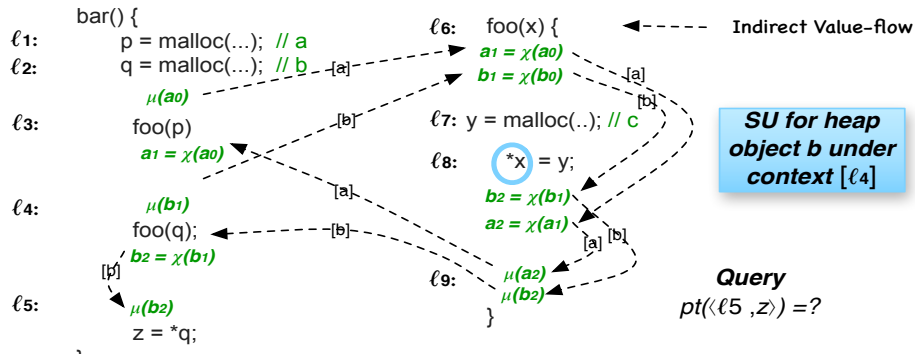 bar() {
ℓ1: p = malloc(...); // a
ℓ2: q = malloc(...); // b
μ(a0)
ℓ3: foo(p)
a1 = χ(a0)
μ(b1)
ℓ4: foo(q);
b2 = χ(b1)
[b]
μ(b2)
ℓ5: z = *q;
}
[a]
[b]
[a]
[b]
ℓ6: foo(x) {
a1 = χ(a0)
b1 = χ(b0)
[a]
[b]
ℓ7: y = malloc(..); // c
ℓ8: *x = y;
b2 = χ(b1)
a2 = χ(a1)
[a]
[b]
ℓ9: μ(a2)
μ(b2)
}
Indirect Value-flow
SU for heap
object b under
context [ℓ4]
Query
pt(⟨ℓ5 ,z⟩) =?